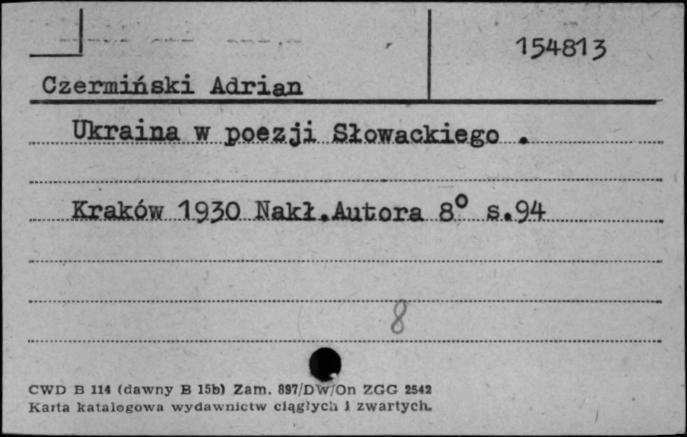 154813
Czermiński Adrian
Ukraina w poezji Słowackiego .
Kraków 1930 Nakł.Autora 8° s.94
8
CWD B 114 (dawny B 15b) Zam. 897/DW/On ZGG 2542
Karta katalogowa wydawnictw ciągłych i zwartych.